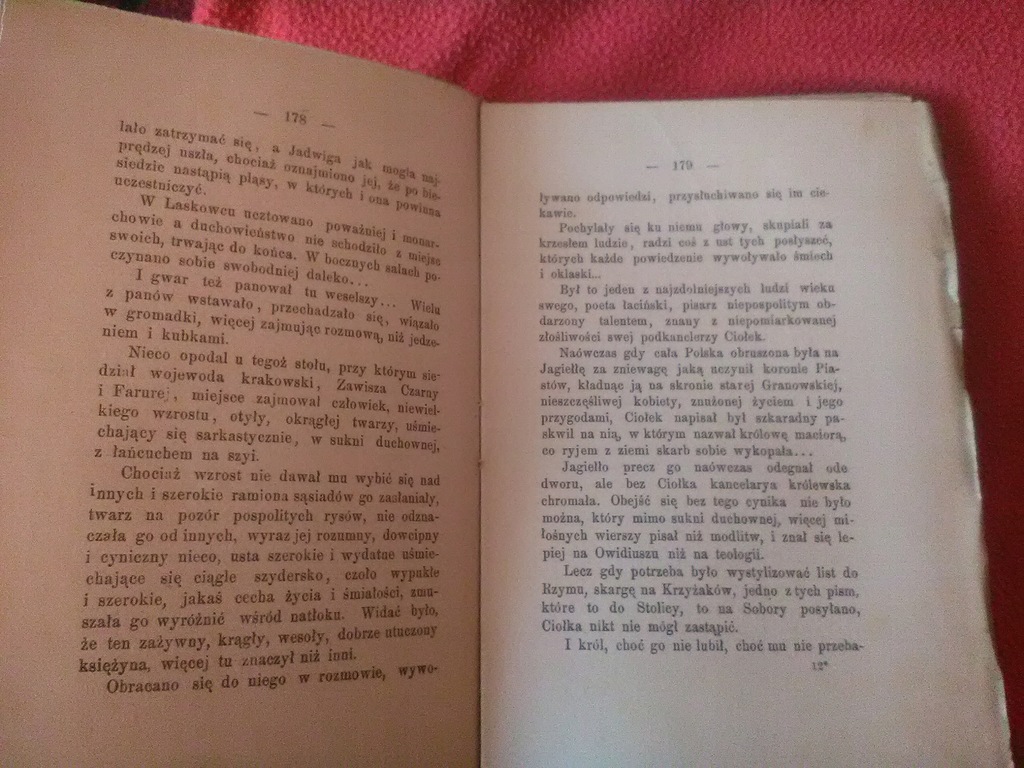 — 178 —
lało zatrzymać się, a Jadwiga jak mogła naj-
prędzej uszła, chociaż oznajmiono jej, że po bie-
siedzie nastąpią pląsy, w których i ona powinna
uczestniczyć.
W Laskowcu ucztowano poważniej i monar-
chowie a duchowieństwo nie schodziło z miejsc
swoich, trwając do końca. W bocznych salach po-
czynano sobie swobodniej daleko...
I gwar też panował tu weselszy... Wielu
z panów wstawało, przechadzało się, wiązało
w gromadki, więcej zajmując rozmową, niż jedze-
niem i kubkami.
Nieco opodal u tegoż stołu, przy którym sie-
dział wojewoda krakowski, Zawisza Czarny
i Farurej, miejsce zajmował człowiek, niewiel-
kiego wzrostu, otyły, okrągłej twarzy, uśmie-
chający się sarkastycznie, w sukni duchownej,
z łańcuchem na szyi.
Chociaż wzrost nie dawał mu wybić się nad
innych i szerokie ramiona sąsiadów go zasłaniały,
twarz na pozór pospolitych rysów, nie odzna-
czała go od innych, wyraz jej rozumny, dowcipny
i cyniczny nieco, usta szerokie i wydatne uśmie-
chające się ciągle szydersko, czoło wypukłe
i szerokie, jakaś cecha życia i śmiałości, zmu-
szała go wyróżnić wśród natłoku. Widać było,
że ten zażywny, krągły, wesoły, dobrze utuczony
księżyna, więcej tu znaczył niż inni.
Obracano się do niego w rozmowie, wywo-
— 179 —
ływano odpowiedzi, przysłuchiwano się im cie-
kawie.
Pochylały się ku niemu głowy, skupiali za
krzesłem ludzie, radzi coś z ust tych posłyszeć,
których każde powiedzenie wywoływało śmiech
i oklaski...
Był to jeden z najzdolniejszych ludzi wieku
swego, poeta łaciński, pisarz niepospolitym ob-
darzony talentem, znany z niepomiarkowanej
złośliwości swej podkanclerzy Ciołek.
Naówczas gdy cała Polska obruszona była na
Jagiełłę za zniewagę jaką uczynił koronie Pia-
stów, kładnąc ją na skronie starej Granowskiej,
nieszczęśliwej kobiety, znużonej życiem i jego
przygodami, Ciołek napisał był szkaradny pa-
skwil na nią, w którym nazwał królowę maciorą,
co ryjem z ziemi skarb sobie wykopała...
Jagiełło precz go naówczas odegnał ode
dworu, ale bez Ciołka kancelarya królewska
chromała. Obejść się bez tego cynika nie było
można, który mimo sukni duchownej, więcej mi-
łośnych wierszy pisał niż modlitw, i znał się le-
piej na Owidiuszu niż na teologii.
Lecz gdy potrzeba było wystylizować list do
Rzymu, skargę na Krzyżaków, jedno z tych pism,
które to do Stolicy, to na Sobory posyłano,
Ciołka nikt nie mógł zastąpić.
I król, choć go nie lubił, choć mu nie przeba-
12*